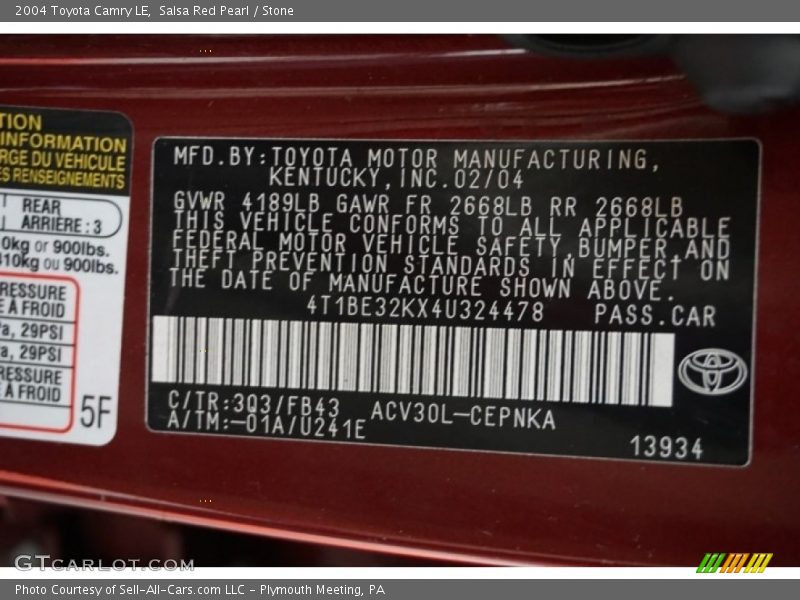 2004 Toyota Camry LE, Salsa Red Pearl / Stone
TION
INFORMATION
RGE DU VÉHICULE
ES RENSEIGNEMENTS
REAR
ARRIÈRE : 3
0kg or 900lbs.
410kg ou 900lbs.
RESSURE
E À FROID
Pa, 29PSI
a, 29PSI
RESSURE
E À FROID
5F
MFD.BY:TOYOTA MOTOR MANUFACTURING,
KENTUCKY,INC.02/04
GVWR 4189LB GAWR FR 2668LB RR 2668LB
THIS VEHICLE CONFORMS TO ALL APPLICABLE
FEDERAL MOTOR VEHICLE SAFETY,BUMPER,AND
THEFT PREVENTION STANDARDS IN EFFECT ON
THE DATE OF MANUFACTURE SHOWN ABOVE.
4T1BE32KX4U324478 PASS.CAR
C/TR:3Q3/FB43 ACV30L-CEPNKA
A/TM:-01A/U241E
13934
GTcarlot.com
Photo Courtesy of Sell-All-Cars.com LLC - Plymouth Meeting, PA